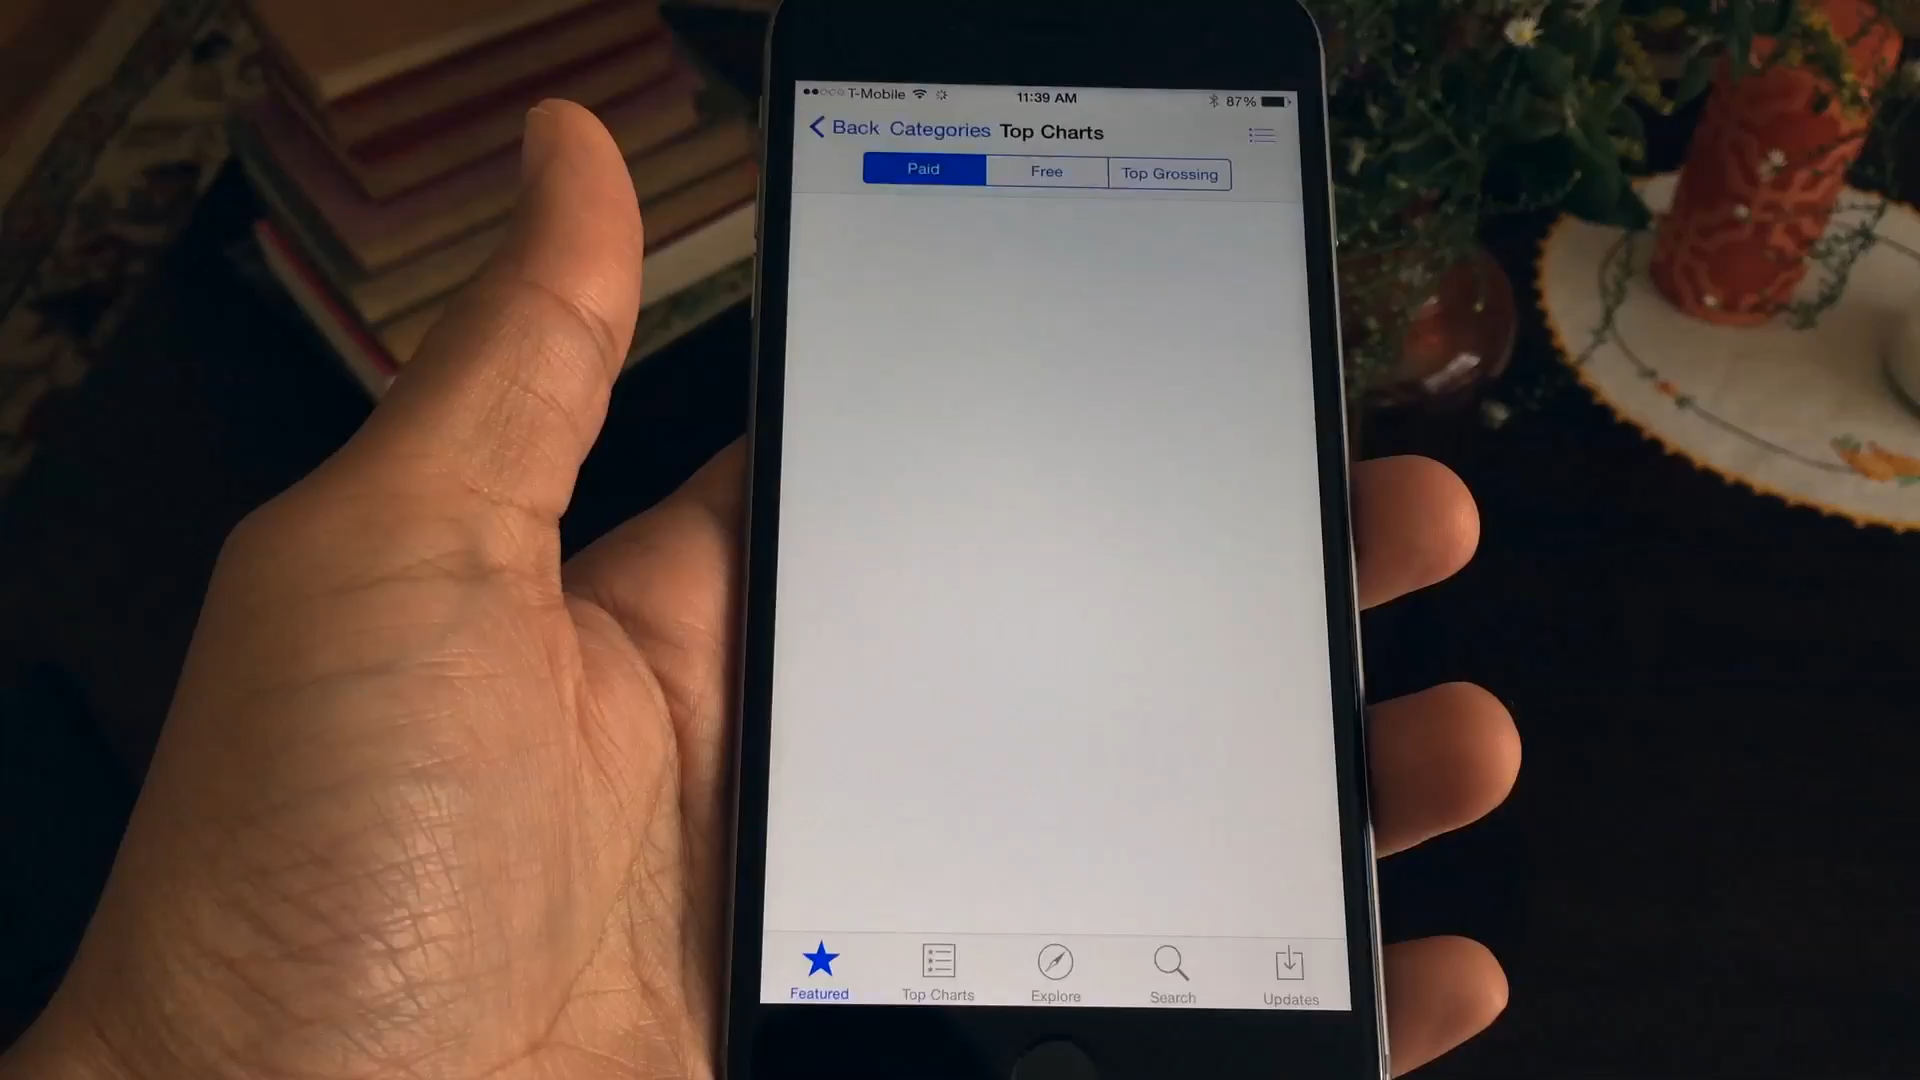 T-Mobile 11:39 AM 87%
Back Categories Top Charts
Paid Free Top Grossing
Featured Top Charts Explore Search Updates